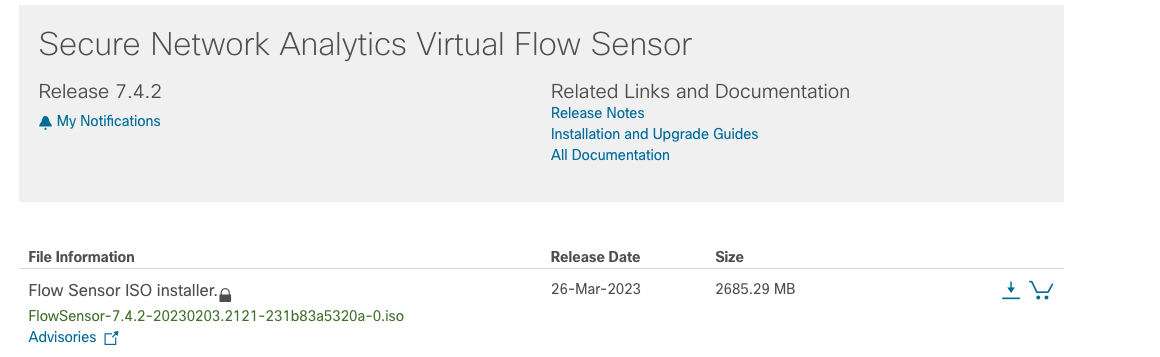 Secure Network Analytics Virtual Flow Sensor
Release 7.4.2
My Notifications
Related Links and Documentation
Release Notes
Installation and Upgrade Guides
All Documentation
File Information Release Date Size
Flow Sensor ISO installer. 26-Mar-2023 2685.29 MB
FlowSensor-7.4.2-20230203.2121-231b83a5320a-0.iso
Advisories